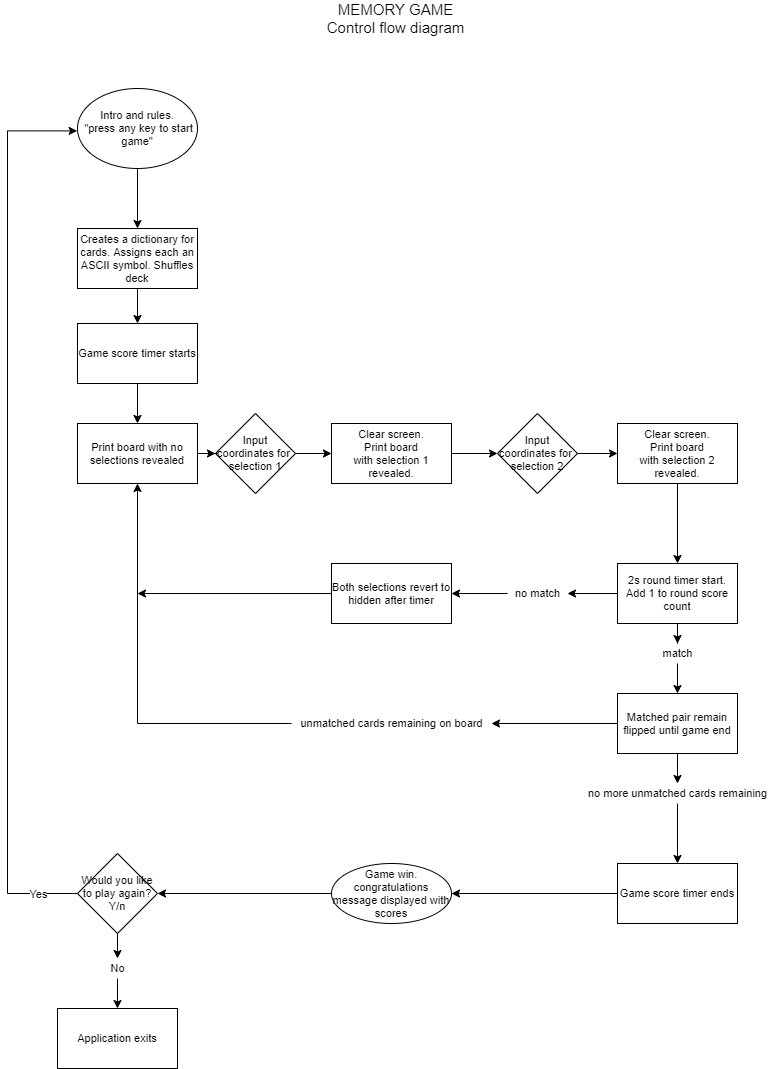 MEMORY GAME
Control flow diagram
Intro and rules.
"press any key to start
game"
Creates a dictionary for
cards. Assigns each an
ASCII symbol. Shuffles
deck
Game score timer starts
Print board with no
selections revealed
Input
coordinates for
selection 1
Clear screen.
Print board
with selection 1
revealed.
Input
coordinates for
selection 2
Clear screen.
Print board
with selection 2
revealed.
2s round timer start.
Add 1 to round score
count
no match
Both selections revert to
hidden after timer
match
Matched pair remain
flipped until game end
unmatched cards remaining on board
no more unmatched cards remaining
Game score timer ends
Game win.
congratulations
message displayed with
scores
Would you like
to play again?
Y/n
Yes
No
Application exits